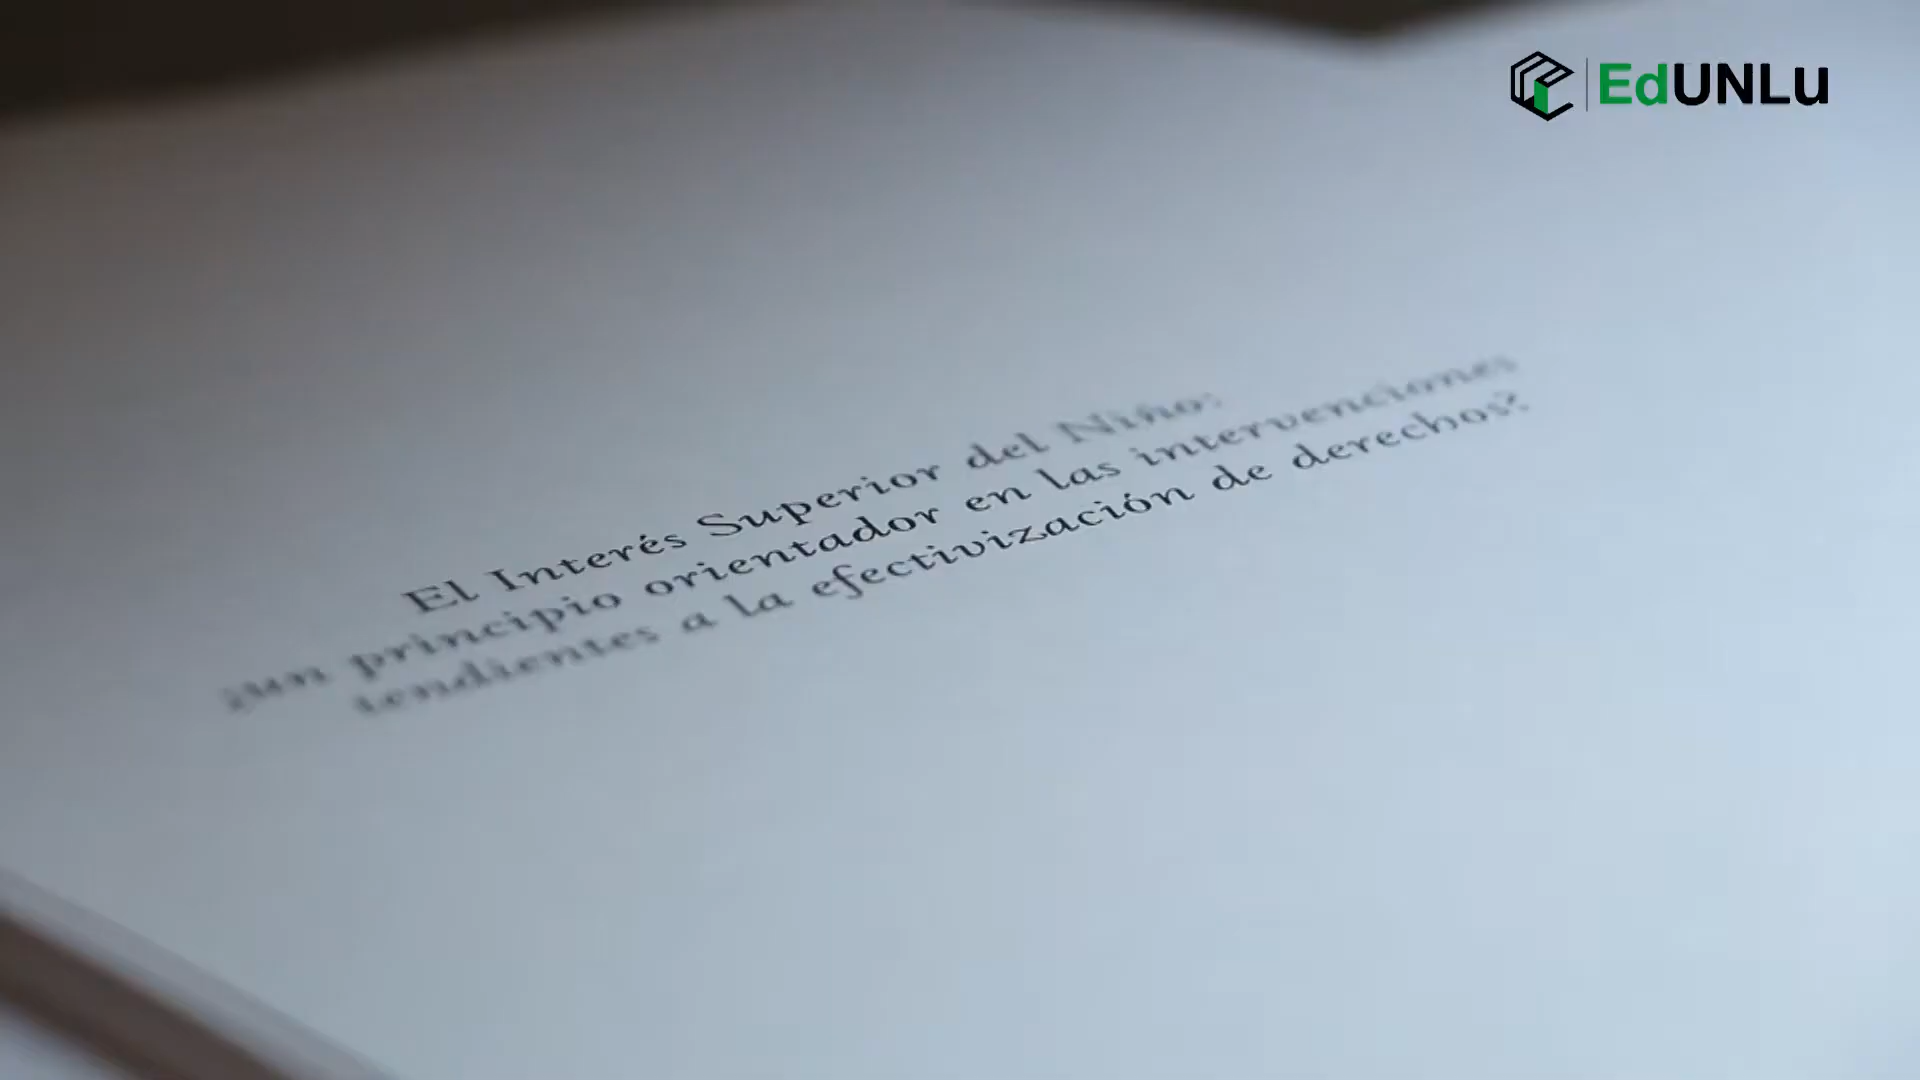 EdUNLu
El Interés Superior del Niño:
¿un principio orientador en las intervenciones
tendientes a la efectivización de derechos?